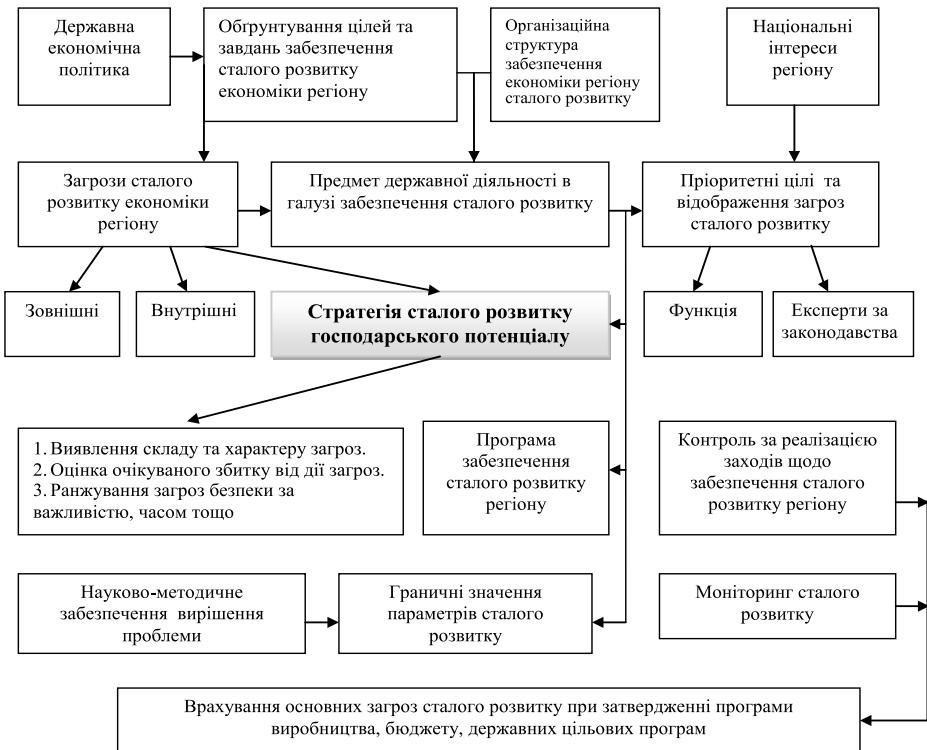 Державна
економічна
політика
Обґрунтування цілей та
завдань забезпечення
сталого розвитку
економіки регіону
Організаційна
структура
забезпечення
економіки регіону
сталого розвитку
Національні
інтереси
регіону
Загрози сталого
розвитку економіки
регіону
Предмет державної діяльності в
галузі забезпечення сталого розвитку
Пріоритетні цілі та
відображення загроз
сталого розвитку
Зовнішні
Внутрішні
Стратегія сталого розвитку
господарського потенціалу
Функція
Експерти за
законодавства
1. Виявлення складу та характеру загроз.
2. Оцінка очікуваного збитку від дії загроз.
3. Ранжування загроз безпеки за
важливістю, часом тощо
Програма
забезпечення
сталого розвитку
регіону
Контроль за реалізацією
заходів щодо
забезпечення сталого
розвитку регіону
Науково-методичне
забезпечення вирішення
проблеми
Граничні значення
параметрів сталого
розвитку
Моніторинг сталого
розвитку
Врахування основних загроз сталого розвитку при затвердженні програми
виробництва, бюджету, державних цільових програм